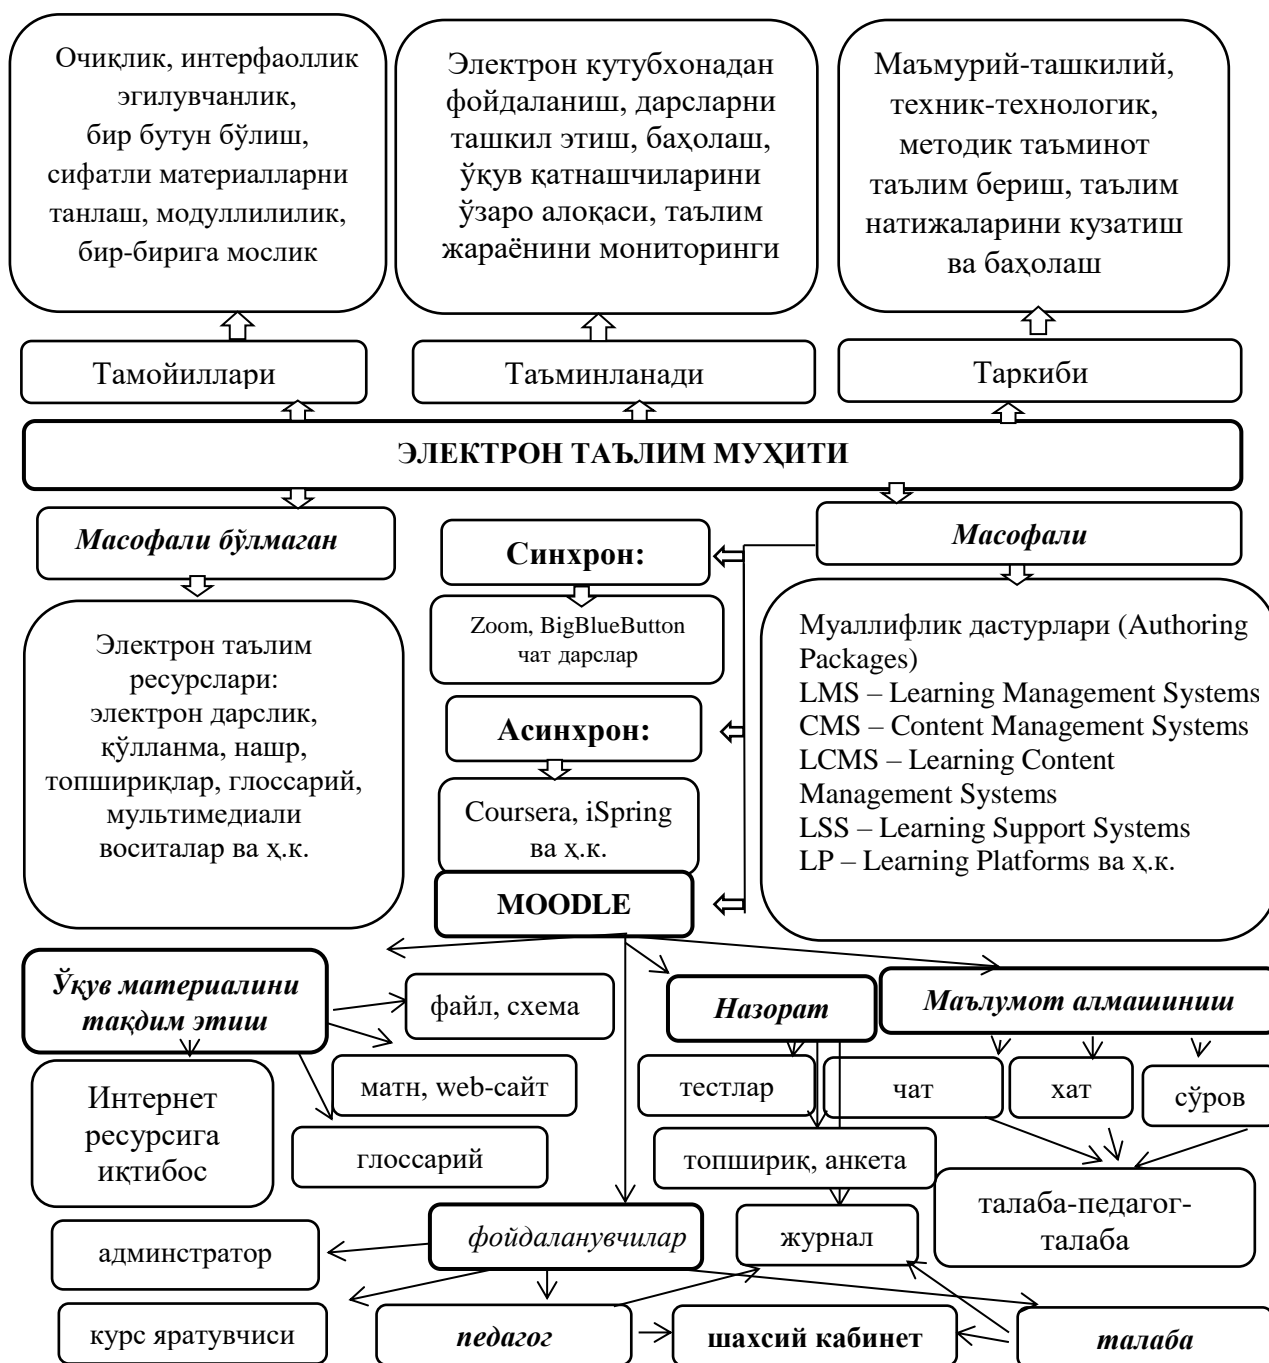 Очиқлик, интерфаоллик
эгилувчанлик,
бир бутун бўлиш,
сифатли материалларни
танлаш, модуллилилик,
бир-бирига мослик
Электрон кутубхонадан
фойдаланиш, дарсларни
ташкил этиш, баҳолаш,
ўқув қатнашчиларини
ўзаро алоқаси, таълим
жараёнини мониторинги
Маъмурий-ташкилий,
техник-технологик,
методик таъминот
таълим бериш, таълим
натижаларини кузатиш
ва баҳолаш
Тамойиллари
Таъминланади
Таркиби
ЭЛЕКТРОН ТАЪЛИМ МУҲИТИ
Масофали бўлмаган
Синхрон:
Масофали
Zoom, BigBlueButton
чат дарслар
Электрон таълим
ресурслари:
электрон дарслик,
қўлланма, нашр,
топшириқлар, глоссарий,
мультимедиали
воситалар ва ҳ.к.
Асинхрон:
Coursera, iSpring
ва ҳ.к.
Муаллифлик дастурлари (Authoring
Packages)
LMS – Learning Management Systems
CMS – Content Management Systems
LCMS – Learning Content
Management Systems
LSS – Learning Support Systems
LP – Learning Platforms ва ҳ.к.
MOODLE
Ўқув материалини
тақдим этиш
файл, схема
Назорат
Маълумот алмашиниш
матн, web-сайт
тестлар
чат
хат
сўров
Интернет
ресурсига
иқтибос
глоссарий
топшириқ, анкета
талаба-педагог-
талаба
админстратор
фойдаланувчилар
журнал
курс яратувчиси
педагог
шахсий кабинет
талаба